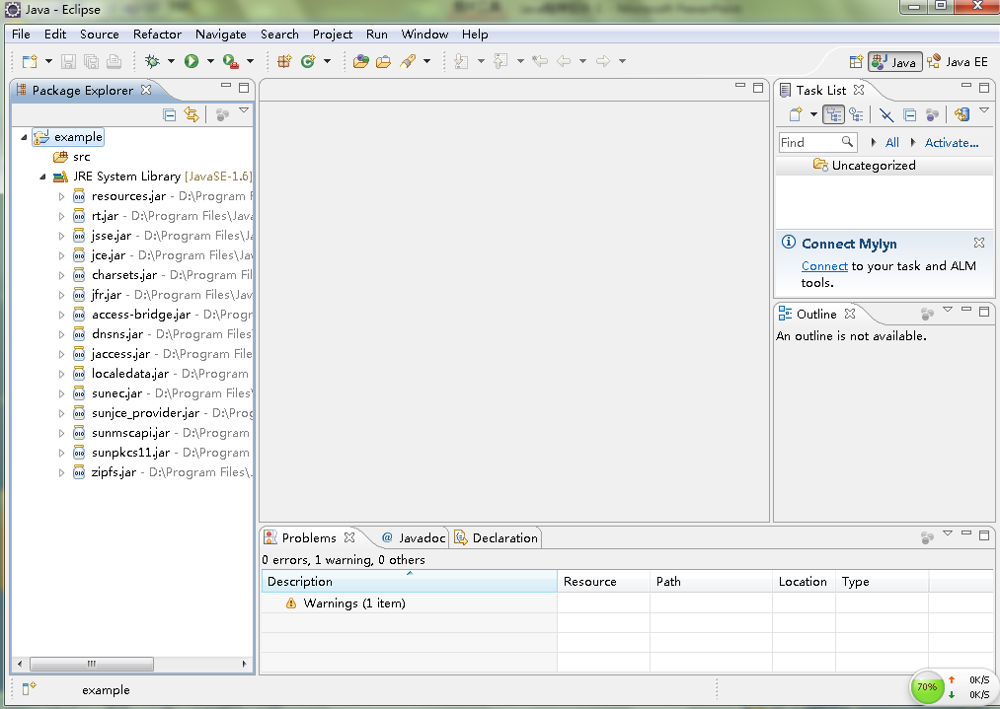 Java - Eclipse
File Edit Source Refactor Navigate Search Project Run Window Help
Java Java EE
Package Explorer
example
src
JRE System Library [JavaSE-1.6]
resources.jar - D:\Program F
rt.jar - D:\Program Files\Java
jsse.jar - D:\Program Files\Ja
jce.jar - D:\Program Files\Jav
charsets.jar - D:\Program Fil
jfr.jar - D:\Program Files\Jav
access-bridge.jar - D:\Progr
dnsns.jar - D:\Program Files
jaccess.jar - D:\Program File
localedata.jar - D:\Program
sunec.jar - D:\Program Files\
sunjce_provider.jar - D:\Prog
sunmscapi.jar - D:\Program
sunpkcs11.jar - D:\Program
zipfs.jar - D:\Program Files\
Task List
Find All Activate...
Uncategorized
Connect Mylyn
Connect to your task and ALM
tools.
Outline
An outline is not available.
Problems @ Javadoc Declaration
0 errors, 1 warning, 0 others
Description Resource Path Location Type
Warnings (1 item)
example
70%
0K/S
0K/S